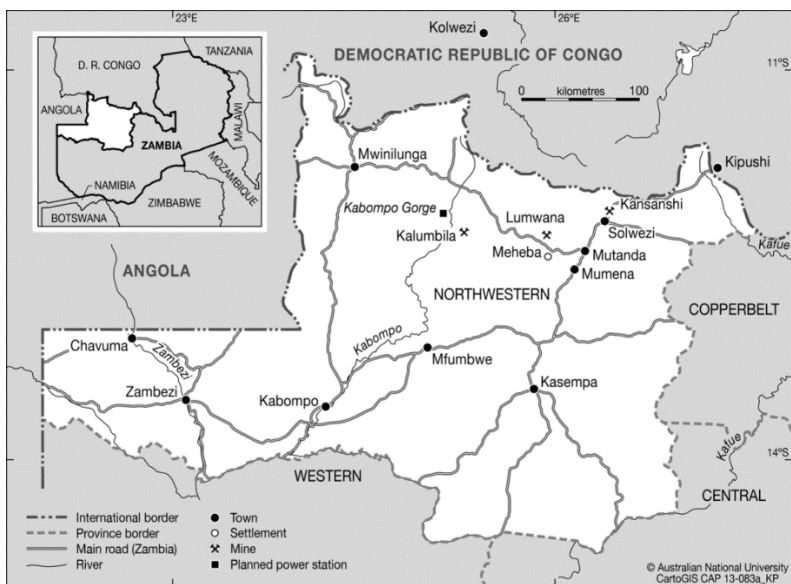 23°E
26°E
Kolwezi
DEMOCRATIC REPUBLIC OF CONGO
11°S
kilometres
0
100
TANZANIA
D. R. CONGO
ANGOLA
MALAWI
ZAMBIA
MOZAMBIQUE
NAMIBIA
ZIMBABWE
BOTSWANA
Mwinilunga
Kipushi
Kabompo Gorge
Kansanshi
Lumwana
Solwezi
Kalumbila
Kafue
Meheba
Mutanda
Mumena
ANGOLA
NORTHWESTERN
COPPERBELT
Chavuma
Zambezi
Kabompo
Mfumbwe
Zambezi
Kabompo
Kasempa
Kafue
14°S
WESTERN
CENTRAL
International border
Province border
Main road (Zambia)
River
Town
Settlement
Mine
Planned power station
© Australian National University
CartoGIS CAP 13-083a_KP